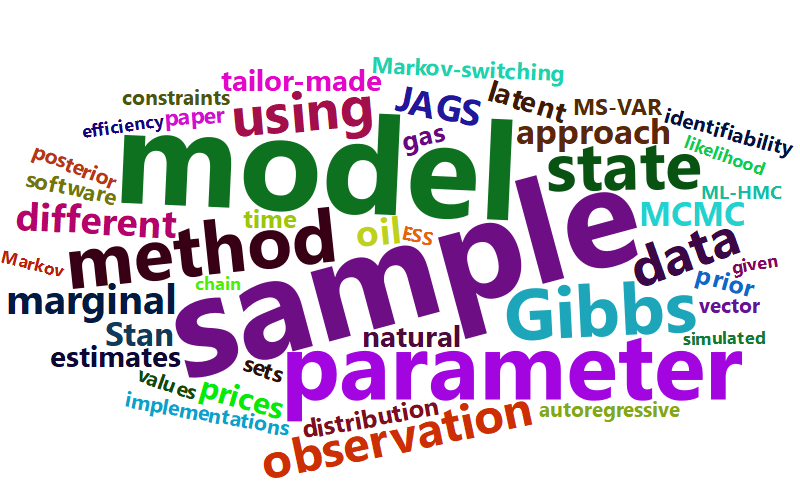 Markov-switching
tailor-made
constraints
using
JAGS
latent
MS-VAR
efficiency
paper
gas
approach
identifiability
model
likelihood
posterior
software
state
ML-HMC
different
time
oil
ESS
MCMC
method
sample
data
given
Markov
chain
prior
marginal
Gibbs
vector
Stan
natural
simulated
estimates
sets
parameter
values
prices
implementations
distribution
autoregressive
observation